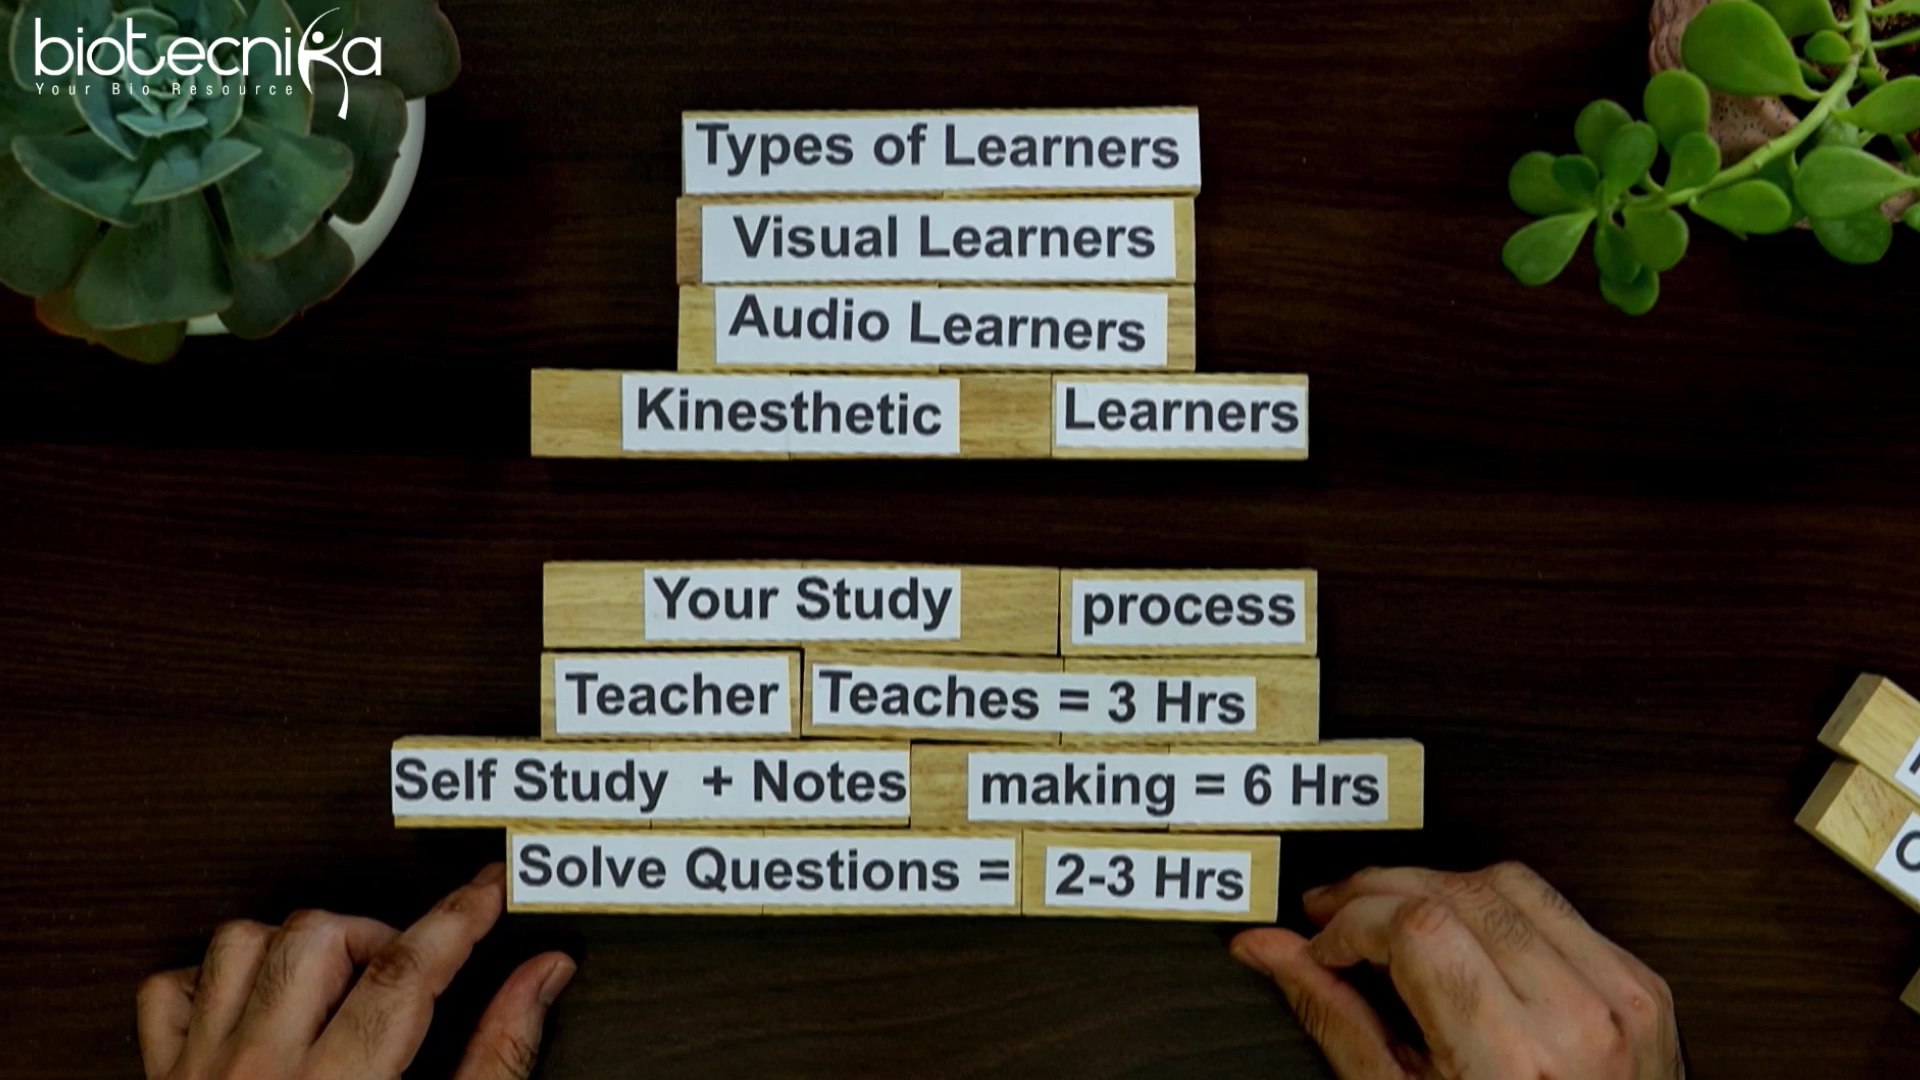 biotecnika
Your Bio Resource
Types of Learners
Visual Learners
Audio Learners
Kinesthetic Learners
Your Study process
Teacher Teaches = 3 Hrs
Self Study + Notes making = 6 Hrs
Solve Questions = 2-3 Hrs